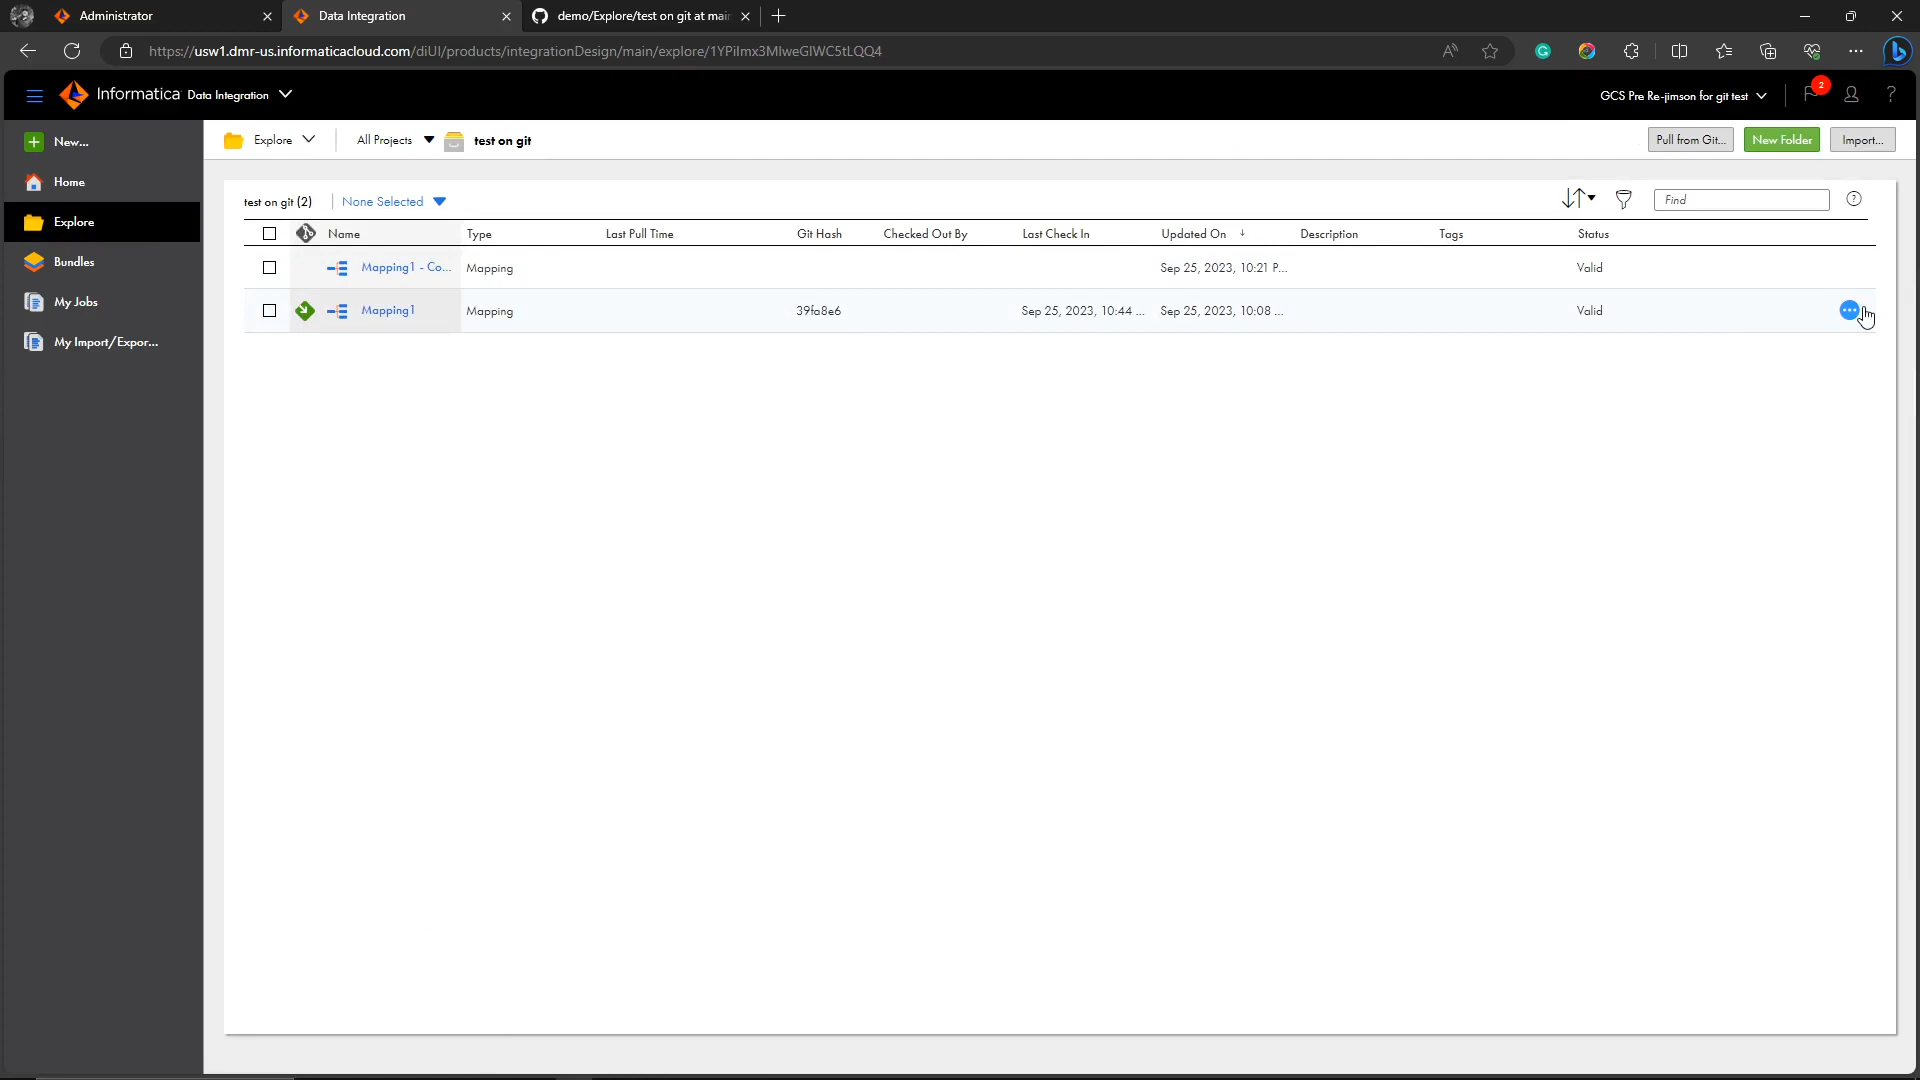 Administrator
Data Integration
demo/Explore/test on git at main
https://usw1.dmr-us.informaticacloud.com/diUI/products/integrationDesign/main/explore/1YPiImx3MIweGIWC5tLQQ4
Informatica Data Integration
GCS Pre Re-jimson for git test
2
?
New...
Home
Explore
Bundles
My Jobs
My Import/Expor...
Explore
All Projects
test on git
Pull from Git...
New Folder
Import...
test on git (2)
None Selected
Find
?
Name Type Last Pull Time Git Hash Checked Out By Last Check In Updated On Description Tags Status
Mapping1 - Co... Mapping Sep 25, 2023, 10:21 P... Valid
Mapping1 Mapping 39fa8e6 Sep 25, 2023, 10:44 ... Sep 25, 2023, 10:08 ... Valid